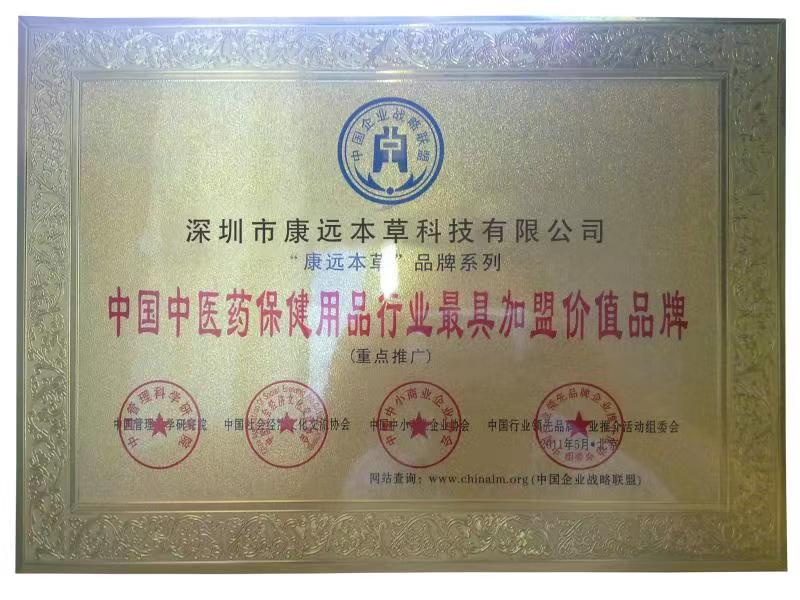 中国企业战略联盟
深圳市康远本草科技有限公司
“康远本草”品牌系列
中国中医药保健用品行业最具加盟价值品牌
(重点推广)
中国管理科学研究院 中国社会经济文化交流协会 中国中小商业企业协会 中国行业领先品牌企业推介活动组委会
2011年5月·北京
网站查询：www.chinalm.org(中国企业战略联盟)